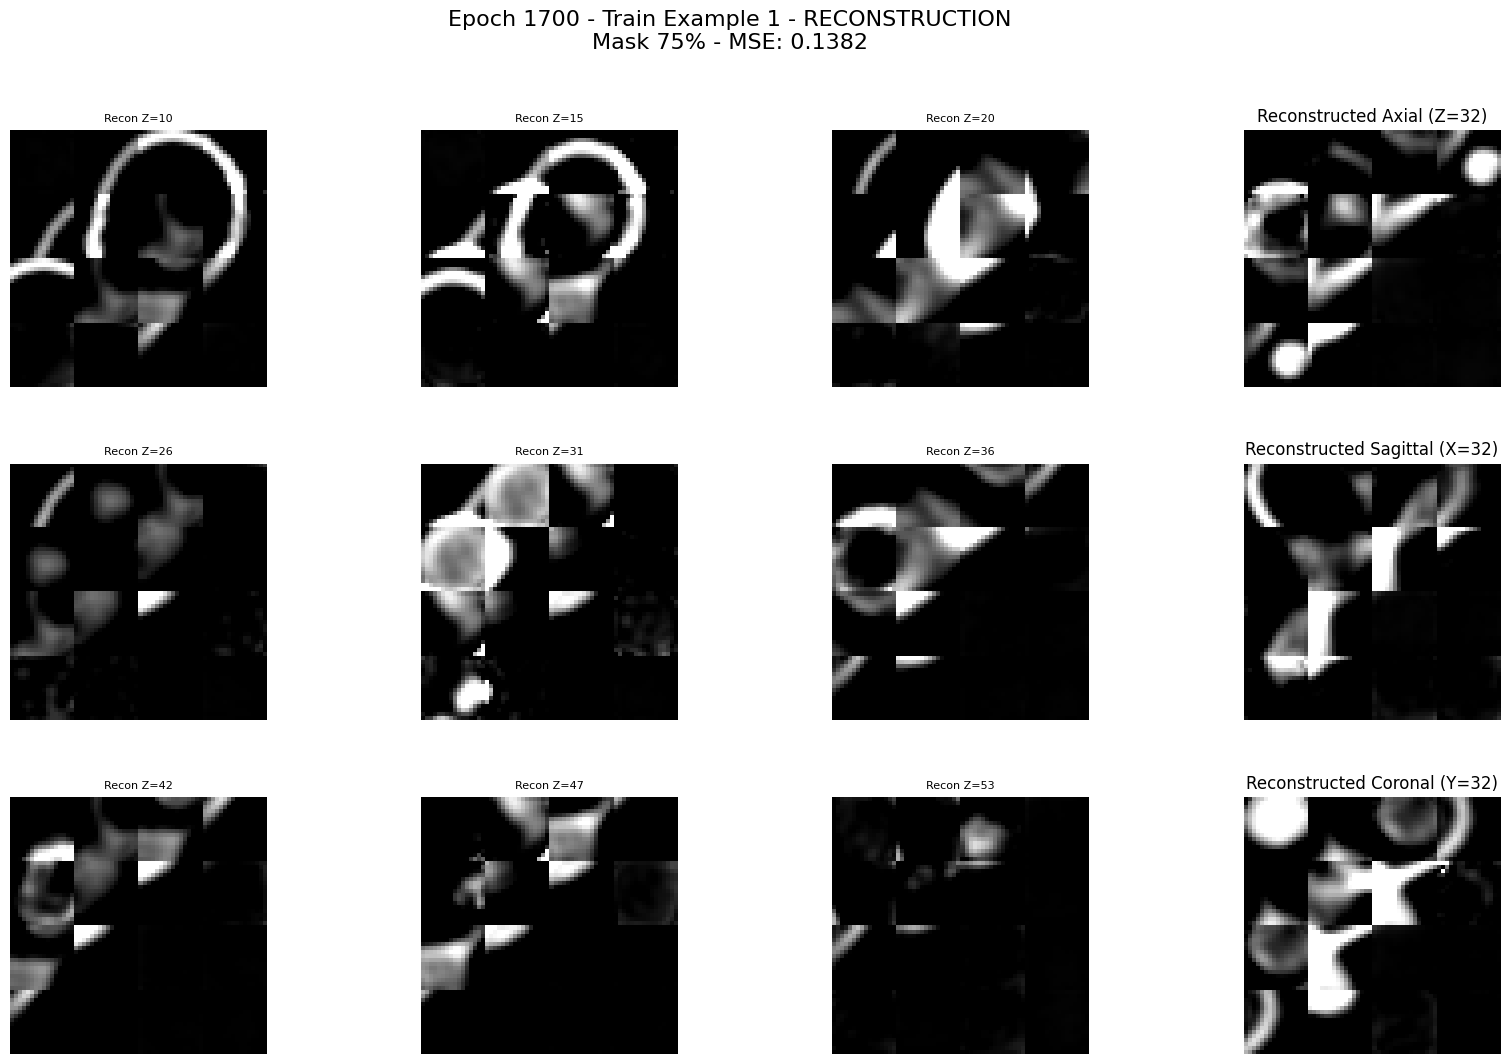 Epoch 1700 - Train Example 1 - RECONSTRUCTION
Mask 75% - MSE: 0.1382
Recon Z=10
Recon Z=15
Recon Z=20
Reconstructed Axial (Z=32)
Recon Z=26
Recon Z=31
Recon Z=36
Reconstructed Sagittal (X=32)
Recon Z=42
Recon Z=47
Recon Z=53
Reconstructed Coronal (Y=32)